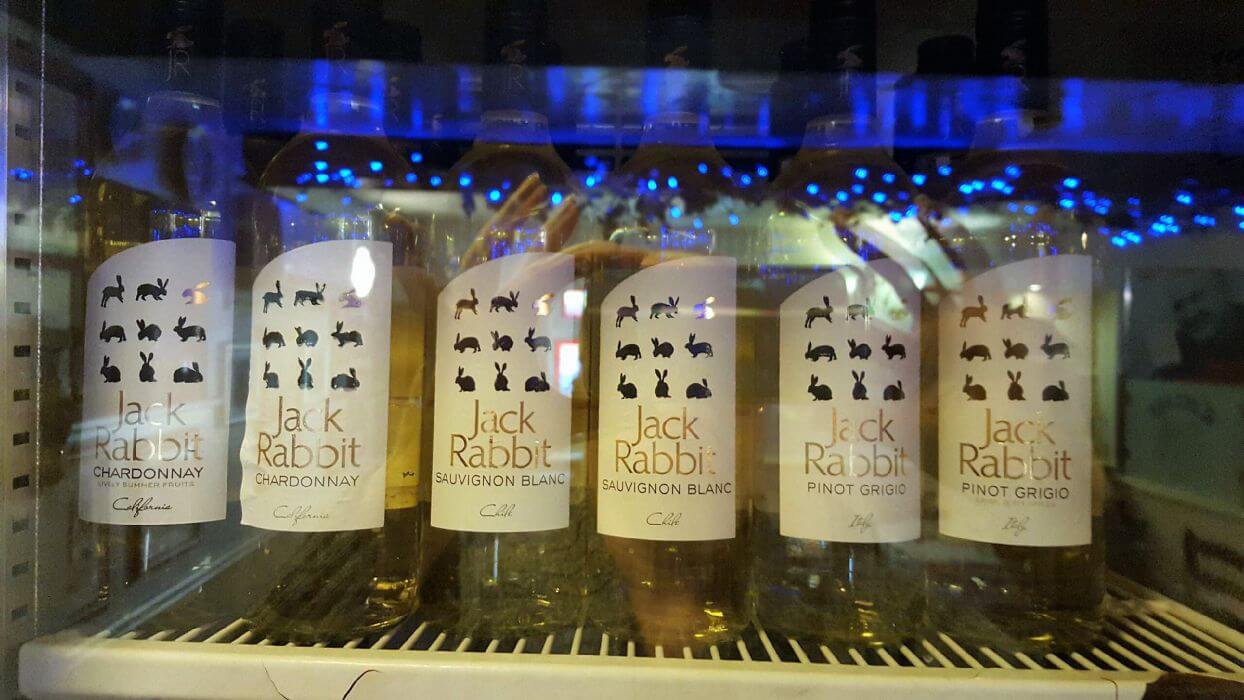 JR
Jack
Rabbit
CHARDONNAY
LIVELY SUMMER FRUITS
California
Jack
Rabbit
CHARDONNAY
California
Jack
Rabbit
SAUVIGNON BLANC
Chile
Jack
Rabbit
SAUVIGNON BLANC
Chile
Jack
Rabbit
PINOT GRIGIO
Italy
Jack
Rabbit
PINOT GRIGIO
Italy